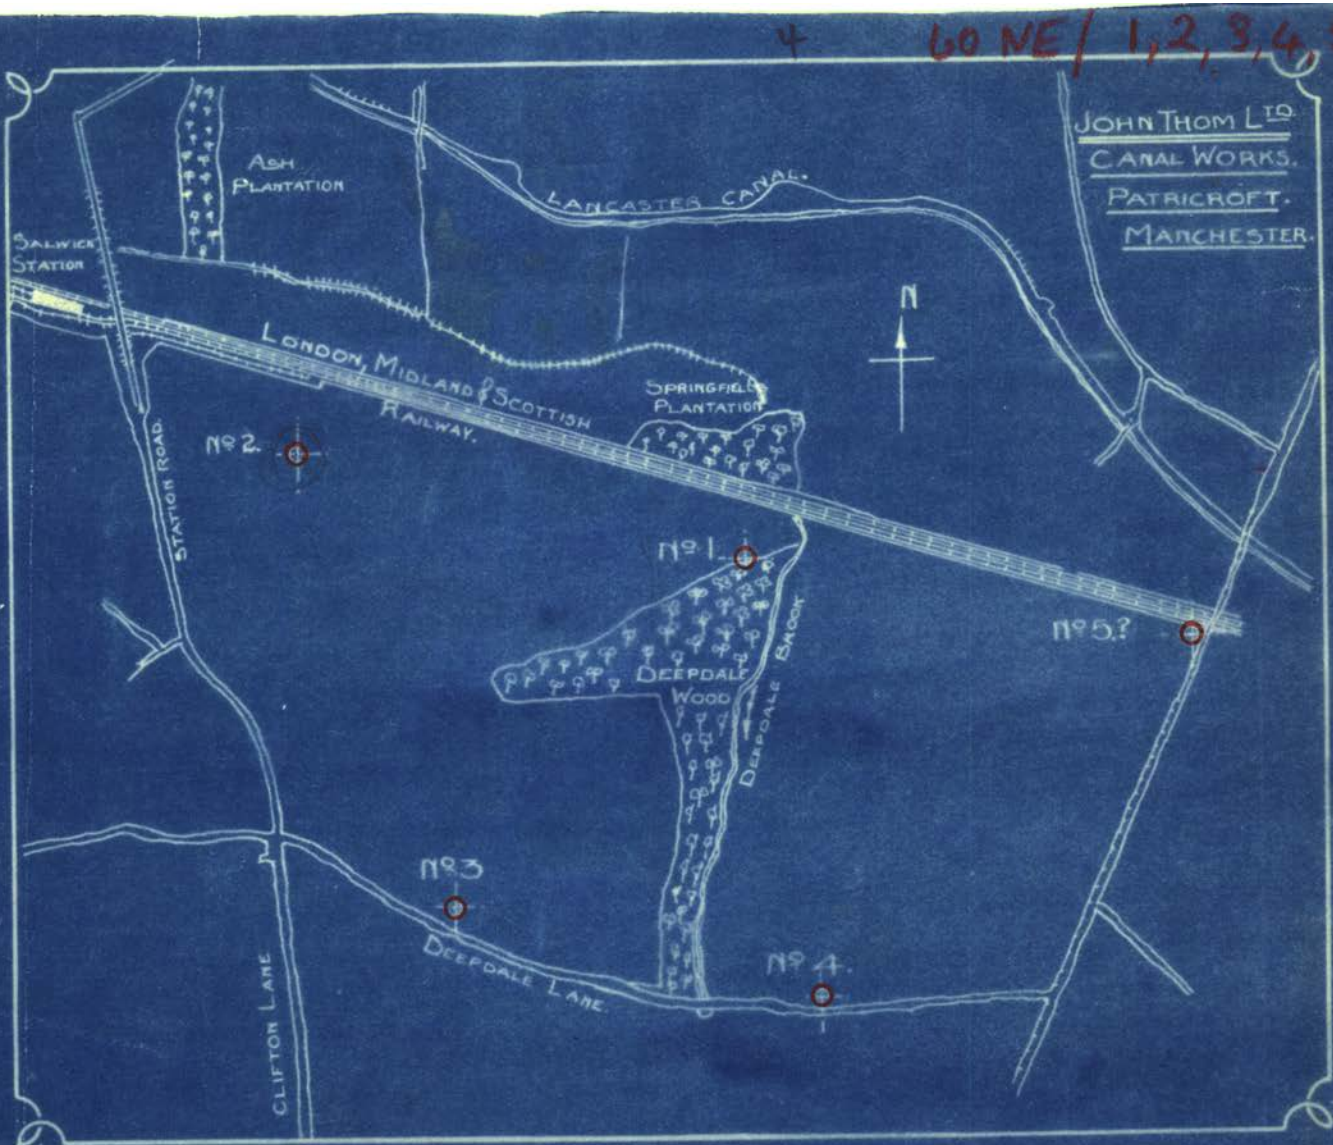 4
60 NE/ 1, 2, 3, 4,
JOHN THOM LTD.
CANAL WORKS.
PATRICROFT.
MANCHESTER.
ASH
PLANTATION
LANCASTER CANAL.
SALWICK
STATION
N
LONDON, MIDLAND & SCOTTISH
RAILWAY.
SPRINGFIELD
PLANTATION
No 2.
STATION ROAD.
No 1.
No 5.?
DEEPDALE
WOOD
DEEPDALE BROOK
No 3
DEEPDALE LANE.
No 4.
CLIFTON LANE